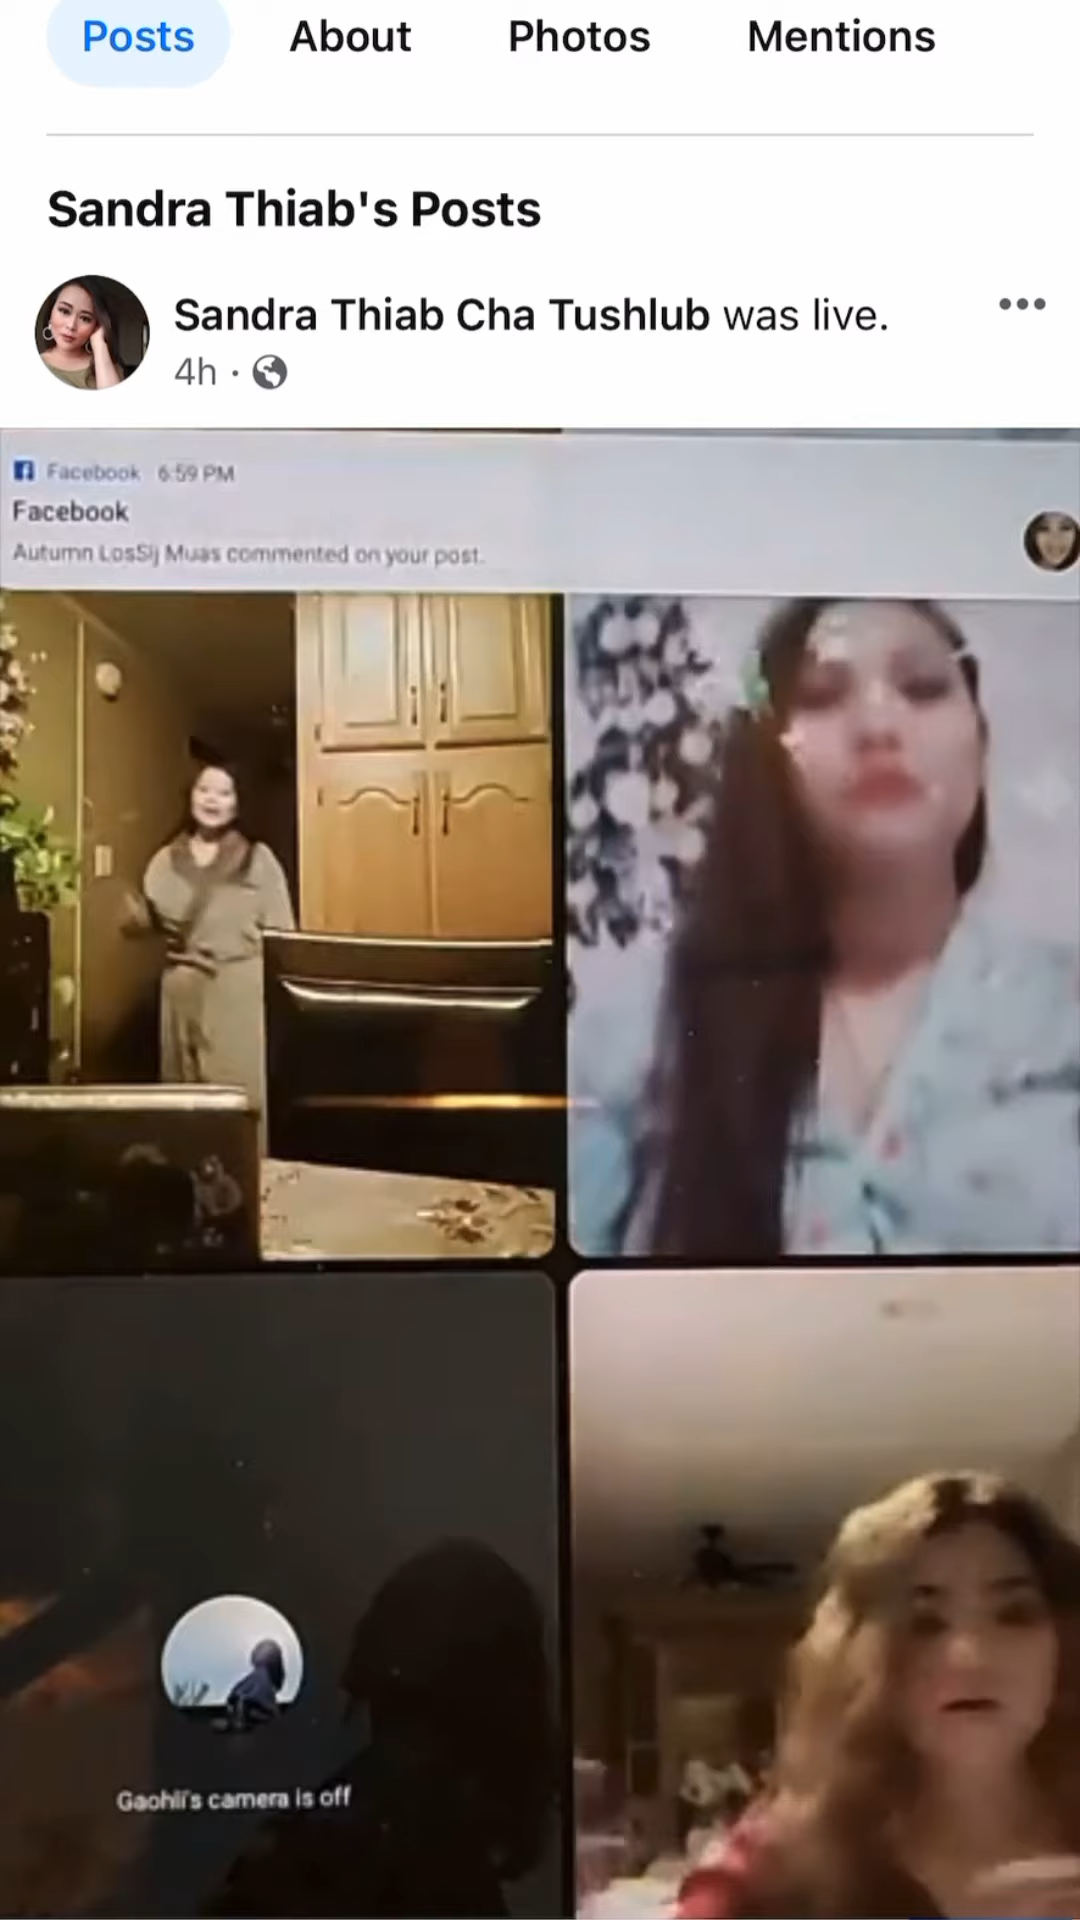 Posts About Photos Mentions
Sandra Thiab's Posts
Sandra Thiab Cha Tushlub was live.
4h ·
Facebook 6:59 PM
Facebook
Autumn LosSij Muas commented on your post.
Gaohli's camera is off